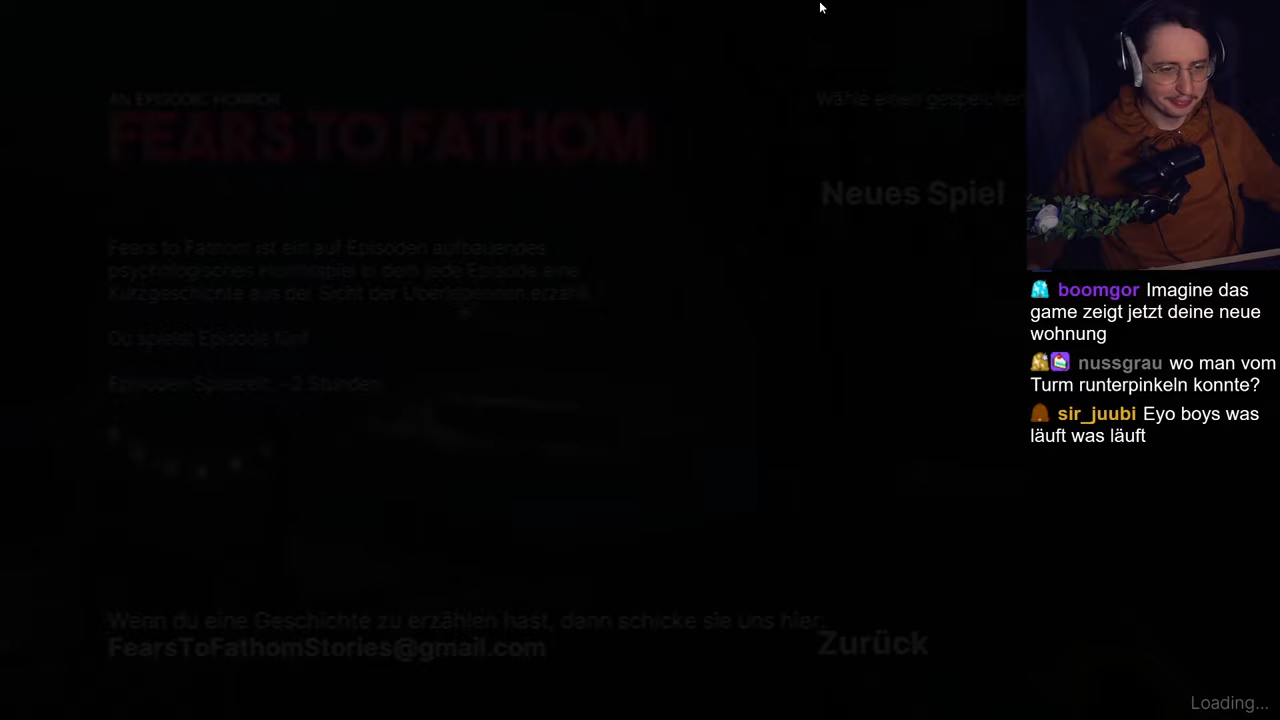 AN EPISODIC HORROR
FEARS TO FATHOM
Fears to Fathom ist ein auf Episoden aufbauendes
psychologisches Horrorspiel in dem jede Episode eine
Kurzgeschichte aus der Sicht der Überlebenden erzählt.
Du spielst Episode fünf
Episoden Spielzeit: ~2 Stunden
Wenn du eine Geschichte zu erzählen hast, dann schicke sie uns hier:
FearsToFathomStories@gmail.com
Wähle einen gespeicher
Neues Spiel
Zurück
boomgor Imagine das
game zeigt jetzt deine neue
wohnung
nussgrau wo man vom
Turm runterpinkeln konnte?
sir_juubi Eyo boys was
läuft was läuft
Loading...